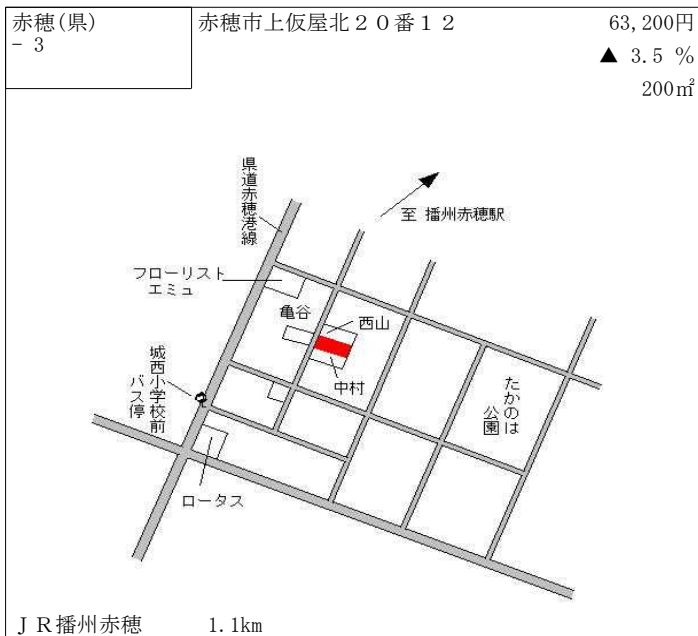 赤穂(県)
- 3
赤穂市上仮屋北２０番１２
63,200円
▲ 3.5 %
200㎡
県道赤穂港線
至 播州赤穂駅
フローリスト
エミュ
亀谷
西山
中村
城西小学校前
バス停
たかのは
公園
ロータス
ＪＲ播州赤穂 1.1km